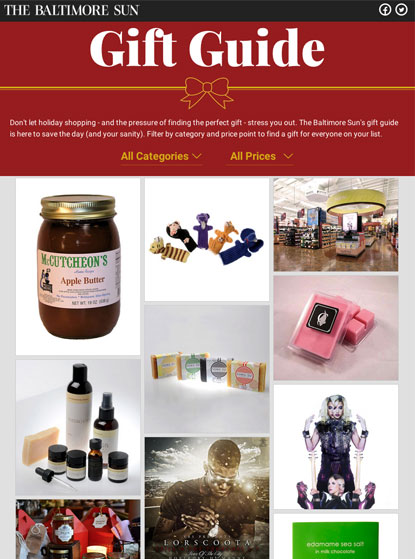 THE BALTIMORE SUN
Gift Guide
Don't let holiday shopping - and the pressure of finding the perfect gift - stress you out. The Baltimore Sun's gift guide
is here to save the day (and your sanity). Filter by category and price point to find a gift for everyone on your list.
All Categories
All Prices
McCUTCHEON'S
Apple Butter
NET WT. 16 OZ
LORSCOOTA
edamame sea salt
in milk chocolate